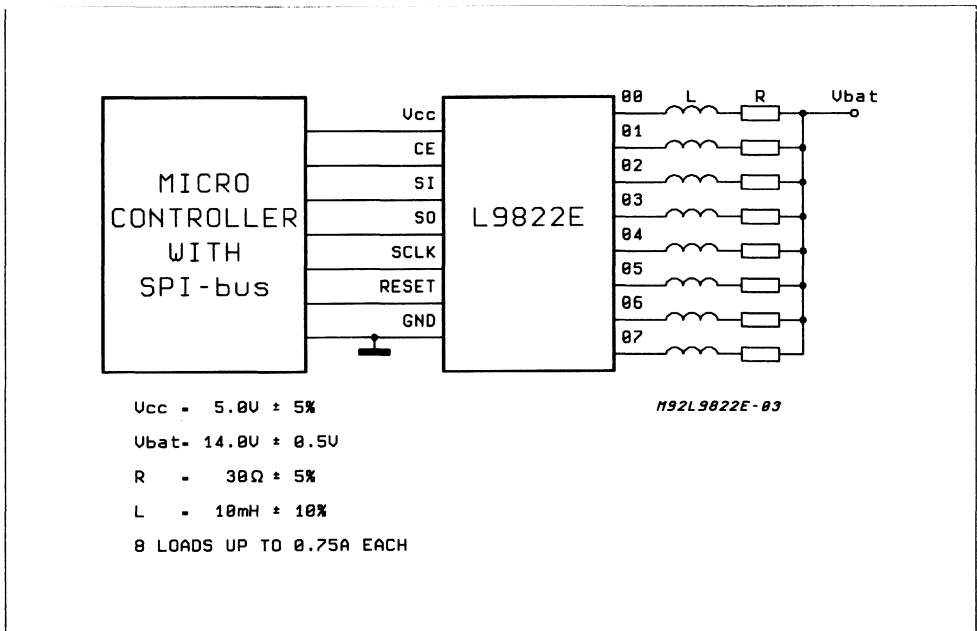 MICRO
CONTROLLER
WITH
SPI-bus
Vcc
CE
SI
SO
SCLK
RESET
GND
L9822E
00 L R Vbat
01
02
03
04
05
06
07
Vcc = 5.0V ± 5%
Vbat= 14.0V ± 0.5V
R = 30Ω ± 5%
L = 10mH ± 10%
8 LOADS UP TO 0.75A EACH
M92L9822E-03